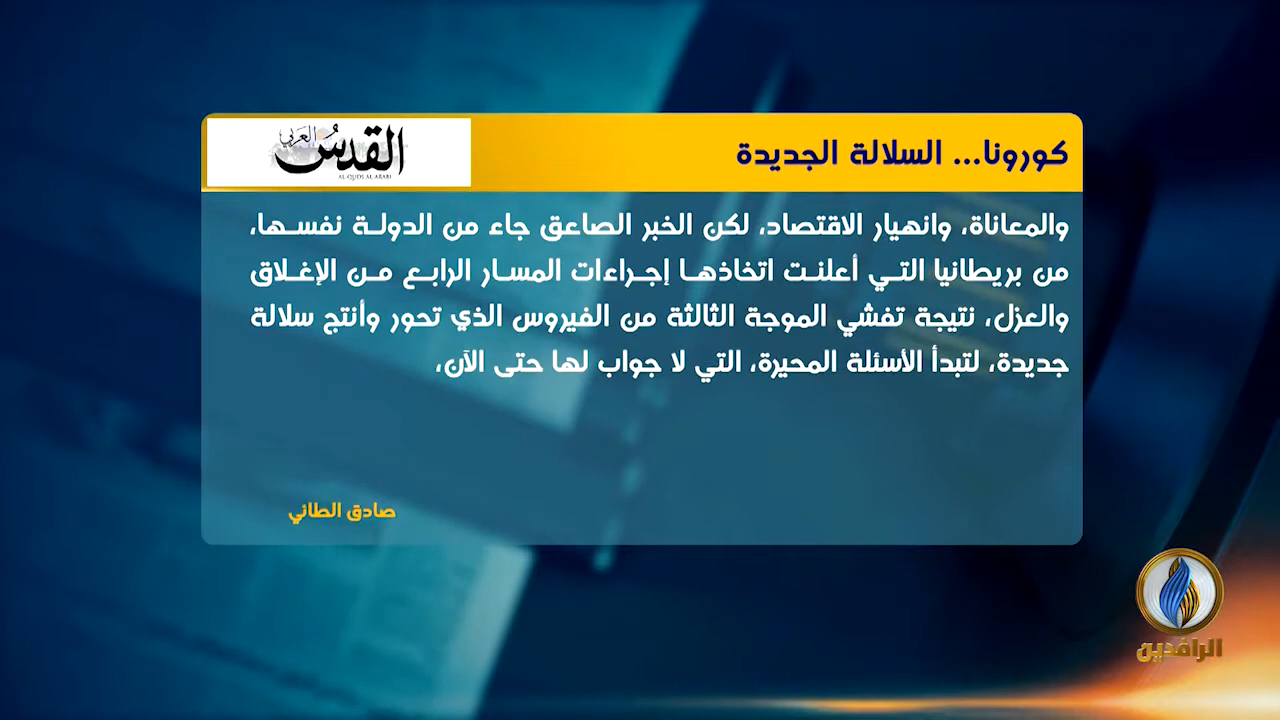 كورونا... السلالة الجديدة
القدس العربي
AL-QUDS AL-ARABI
والمعاناة، وانهيار الاقتصاد، لكن الخبر الصاعق جاء من الدولة نفسها،
من بريطانيا التي أعلنت اتخاذها إجراءات المسار الرابع من الإغلاق
والعزل، نتيجة تفشي الموجة الثالثة من الفيروس الذي تحور وأنتج سلالة
جديدة، لتبدأ الأسئلة المحيرة، التي لا جواب لها حتى الآن،
صادق الطائي
الرافدين